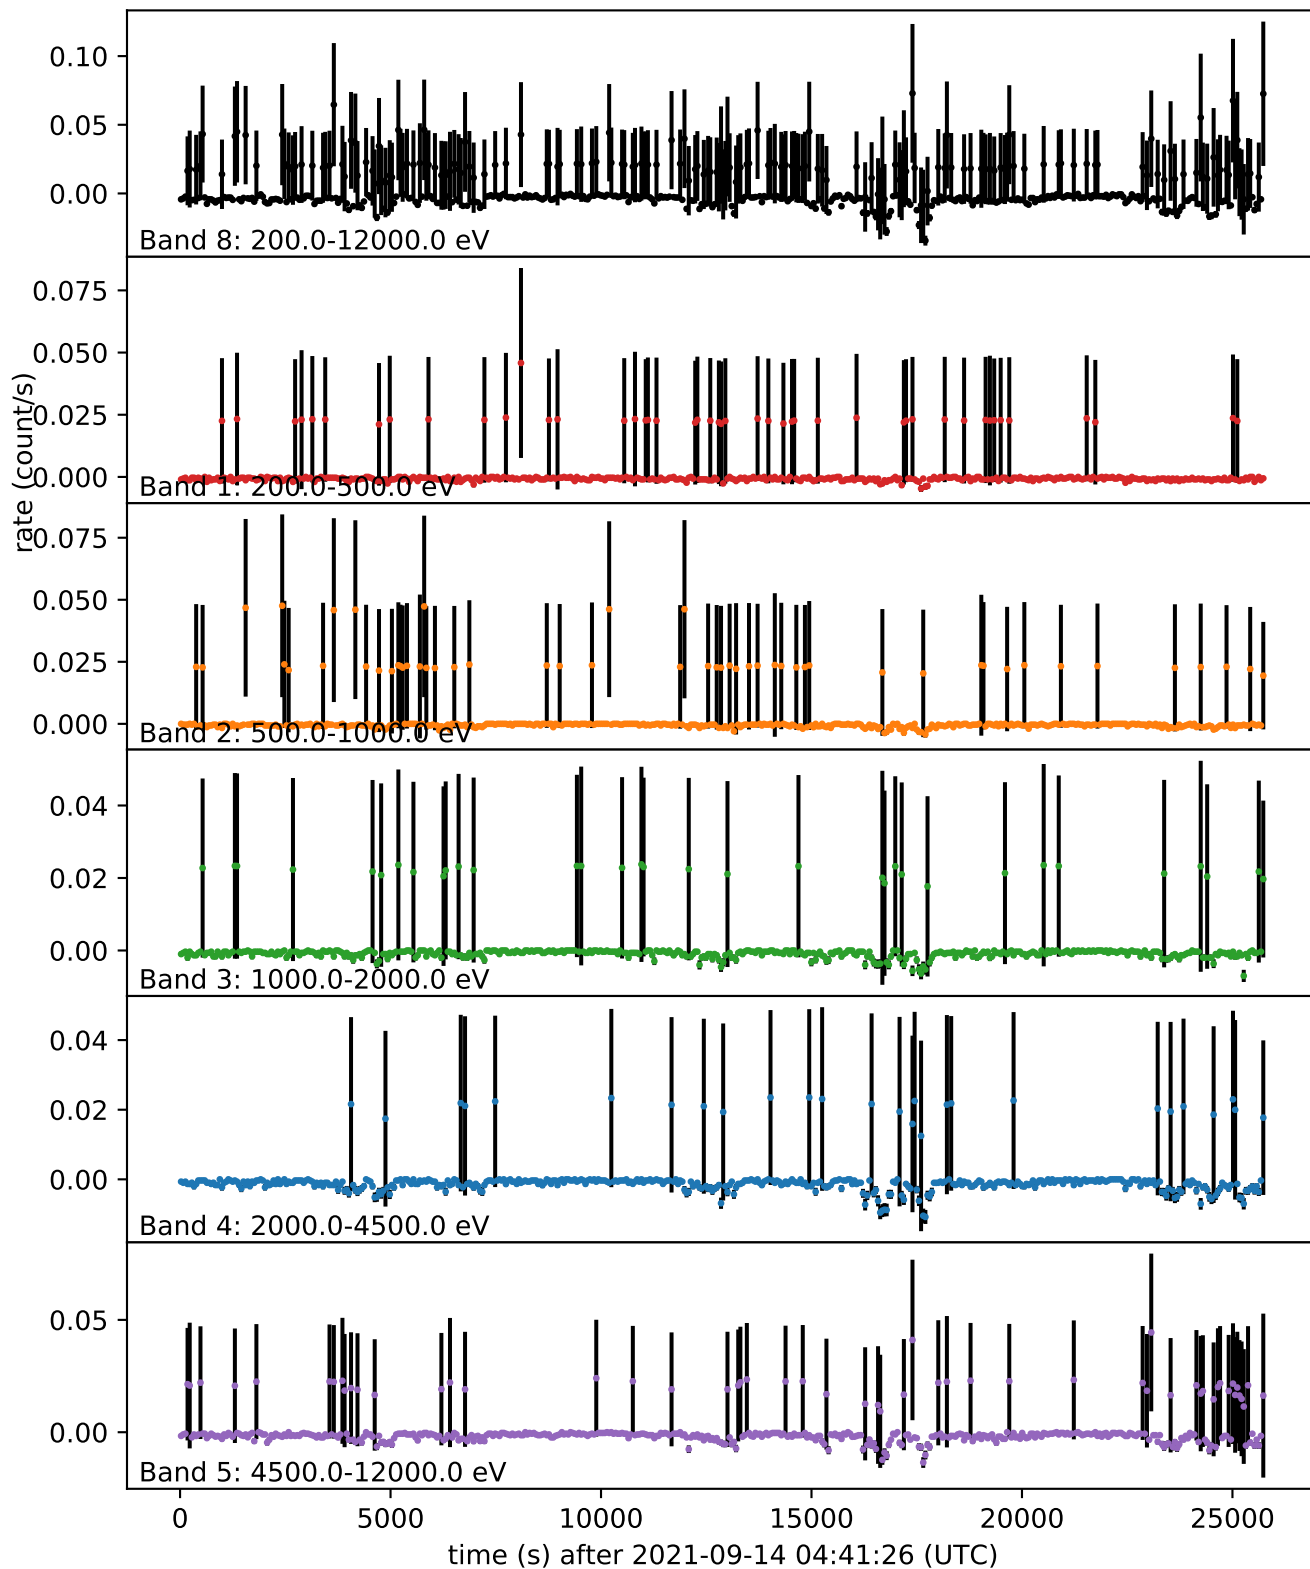 0.10
0.05
0.00
Band 8: 200.0-12000.0 eV
0.075
0.050
0.025
0.000
Band 1: 200.0-500.0 eV
rate (count/s)
0.075
0.050
0.025
0.000
Band 2: 500.0-1000.0 eV
0.04
0.02
0.00
Band 3: 1000.0-2000.0 eV
0.04
0.02
0.00
Band 4: 2000.0-4500.0 eV
0.05
0.00
Band 5: 4500.0-12000.0 eV
0 5000 10000 15000 20000 25000
time (s) after 2021-09-14 04:41:26 (UTC)